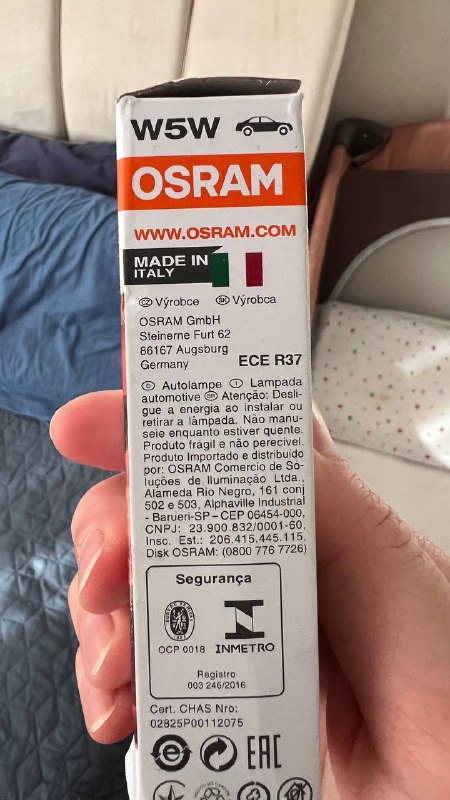 W5W
OSRAM
WWW.OSRAM.COM
MADE IN
ITALY
CZ Výrobce SK Výrobca
OSRAM GmbH
Steinerne Furt 62
86167 Augsburg
Germany ECE R37
Autolampe I Lampada
automotive BR Atenção: Desli-
gue a energia ao instalar ou
retirar a lâmpada. Não manu-
seie enquanto estiver quente.
Produto frágil e não perecível.
Produto Importado e distribuido
por: OSRAM Comercio de So-
luções de Iluminação Ltda.,
Alameda Rio Negro, 161 conj
502 e 503, Alphaville Industrial
- Barueri-SP – CEP 06454-000,
CNPJ: 23.900.832/0001-60,
Insc. Est.: 206.415.445.115,
Disk OSRAM: (0800 776 7726)
Segurança
OCP 0018 INMETRO
Registro
003 246/2016
Cert. CHAS Nro:
02825P00112075
e EAC